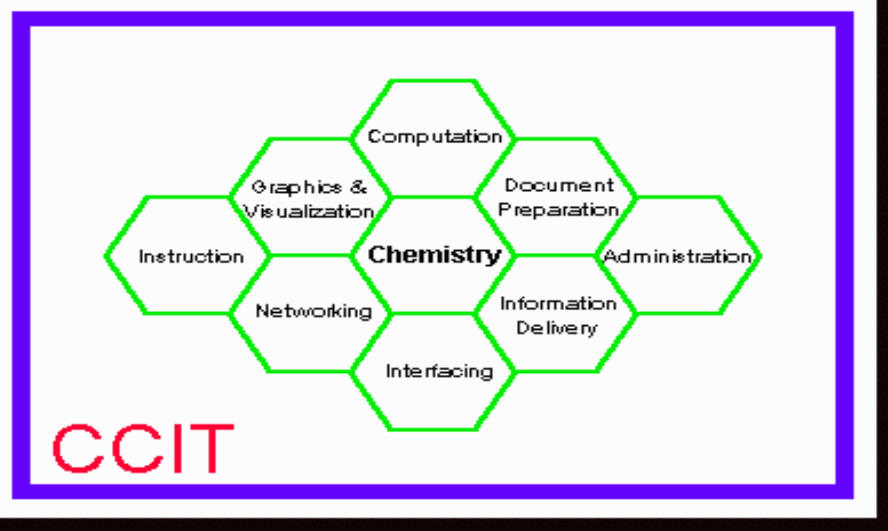 Computation
Graphics &
Visualization
Document
Preparation
Instruction
Chemistry
Administration
Networking
Information
Delivery
Interfacing
CCIT